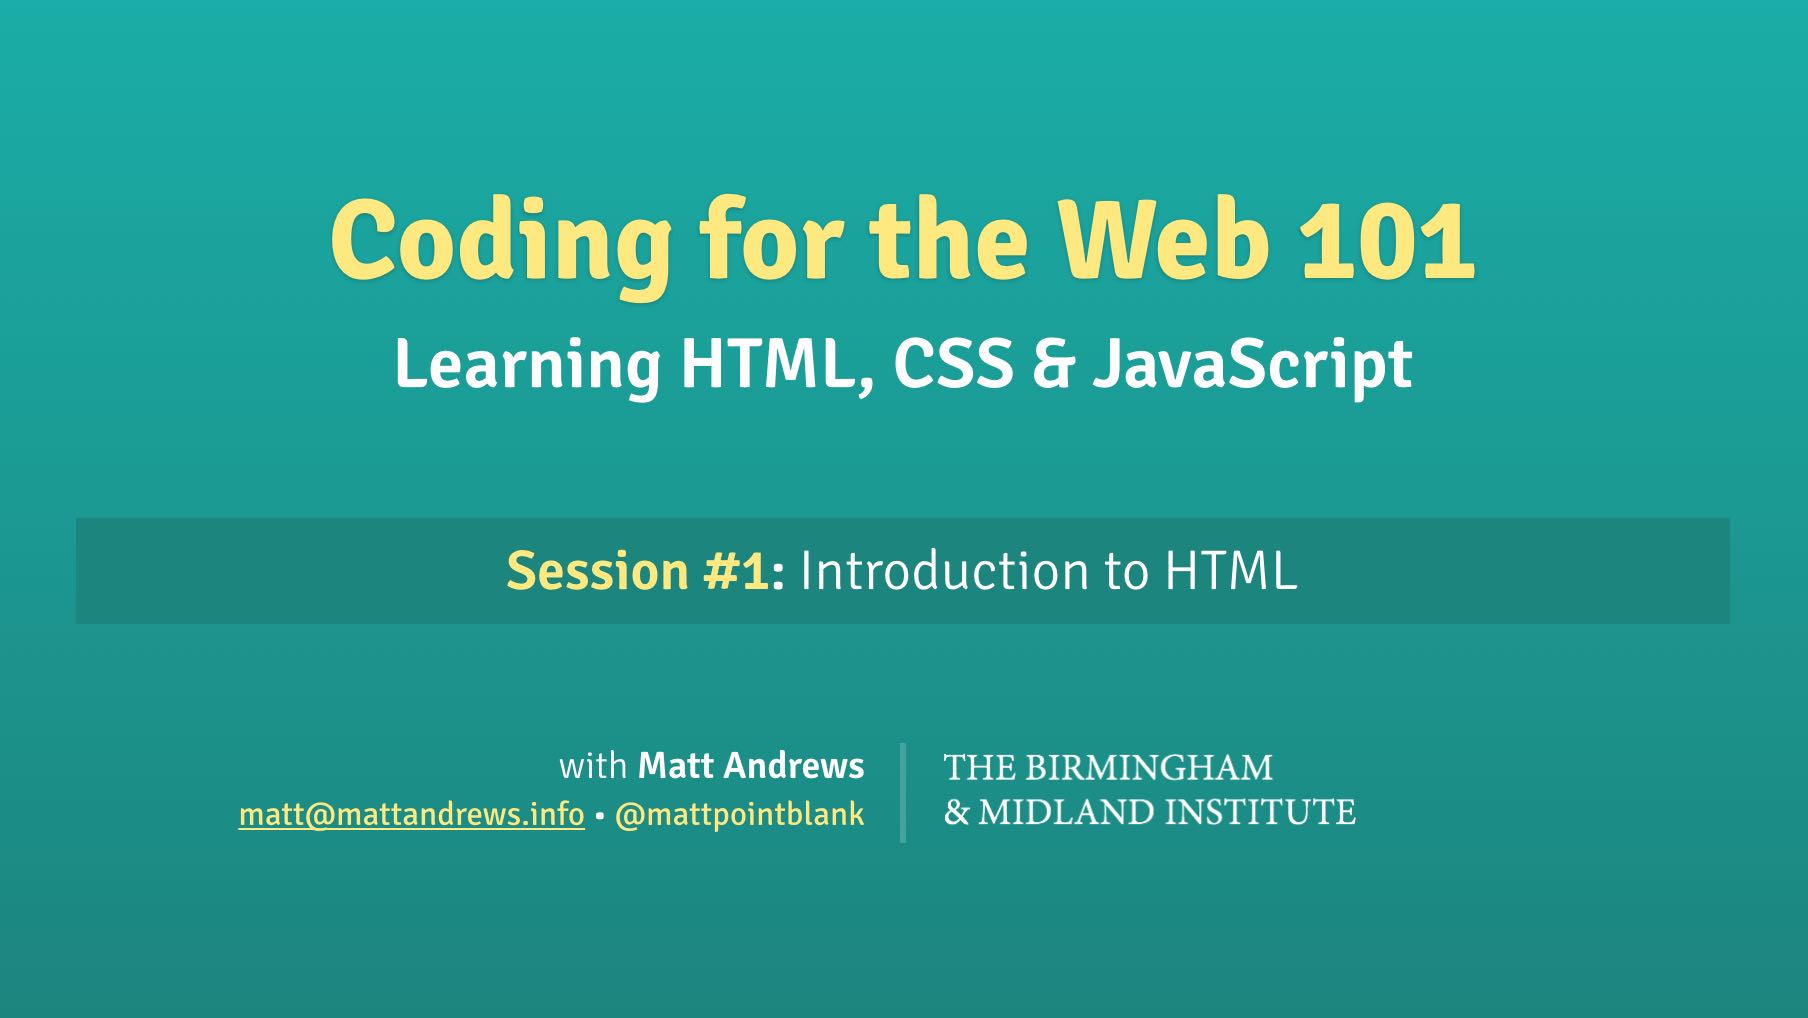 Coding for the Web 101
Learning HTML, CSS & JavaScript
Session #1: Introduction to HTML
with Matt Andrews
matt@mattandrews.info • @mattpointblank
THE BIRMINGHAM
& MIDLAND INSTITUTE